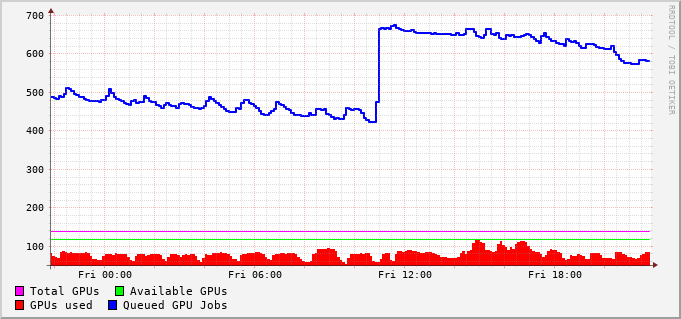 700
600
500
400
300
200
100
Fri 00:00 Fri 06:00 Fri 12:00 Fri 18:00
Total GPUs Available GPUs
GPUs used Queued GPU Jobs
RRDTOOL / TOBI OETIKER